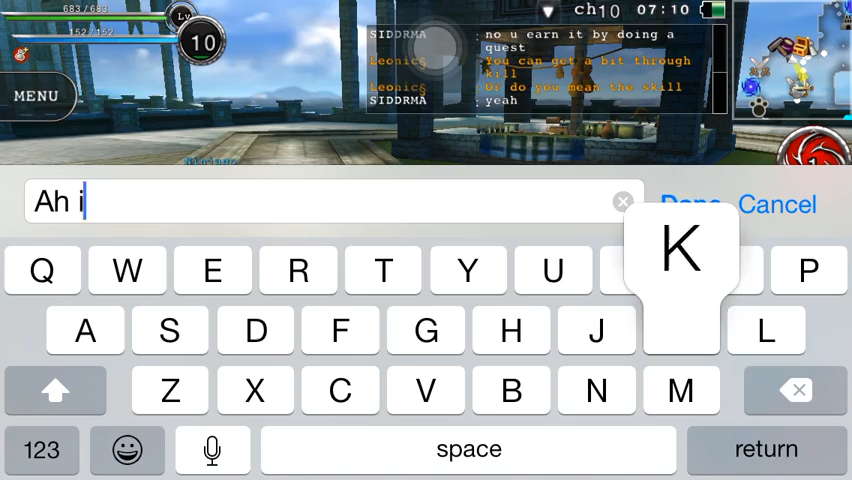 683/683
Lv
152/152
10
MENU
ch10 07:10
SIDDRMA : no u earn it by doing a
quest
Leonic§ : You can get a bit through
kill
Leonic§ : Or do you mean the skill
SIDDRMA : yeah
Ah i
Done Cancel
K
Q W E R T Y U P
A S D F G H J L
Z X C V B N M
123 space return